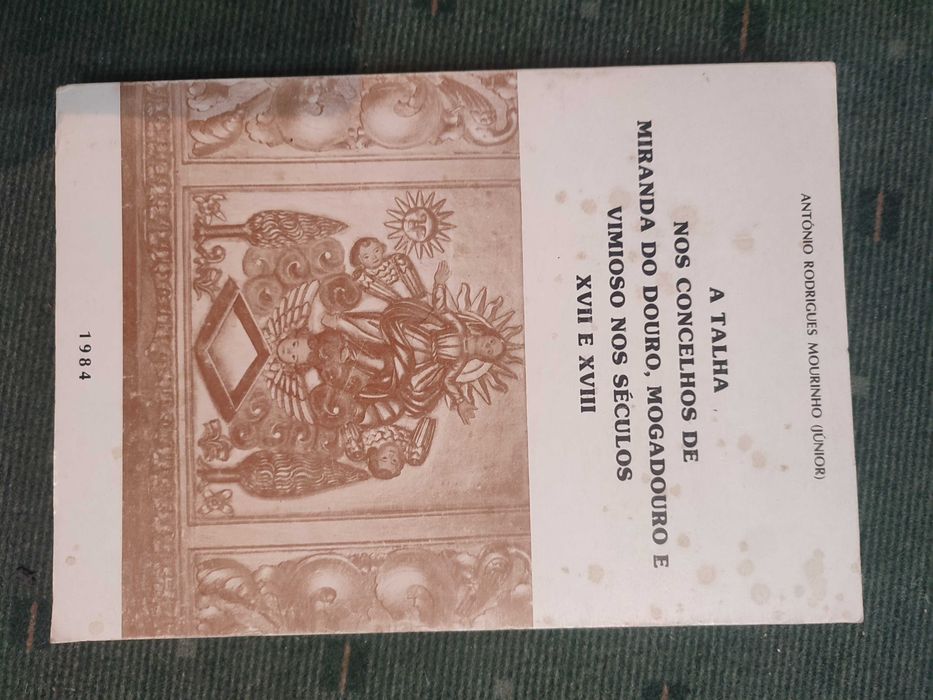 ANTÓNIO RODRIGUES MOURINHO (JÚNIOR)
A TALHA
NOS CONCELHOS DE
MIRANDA DO DOURO, MOGADOURO E
VIMIOSO NOS SÉCULOS
XVII E XVIII
1984